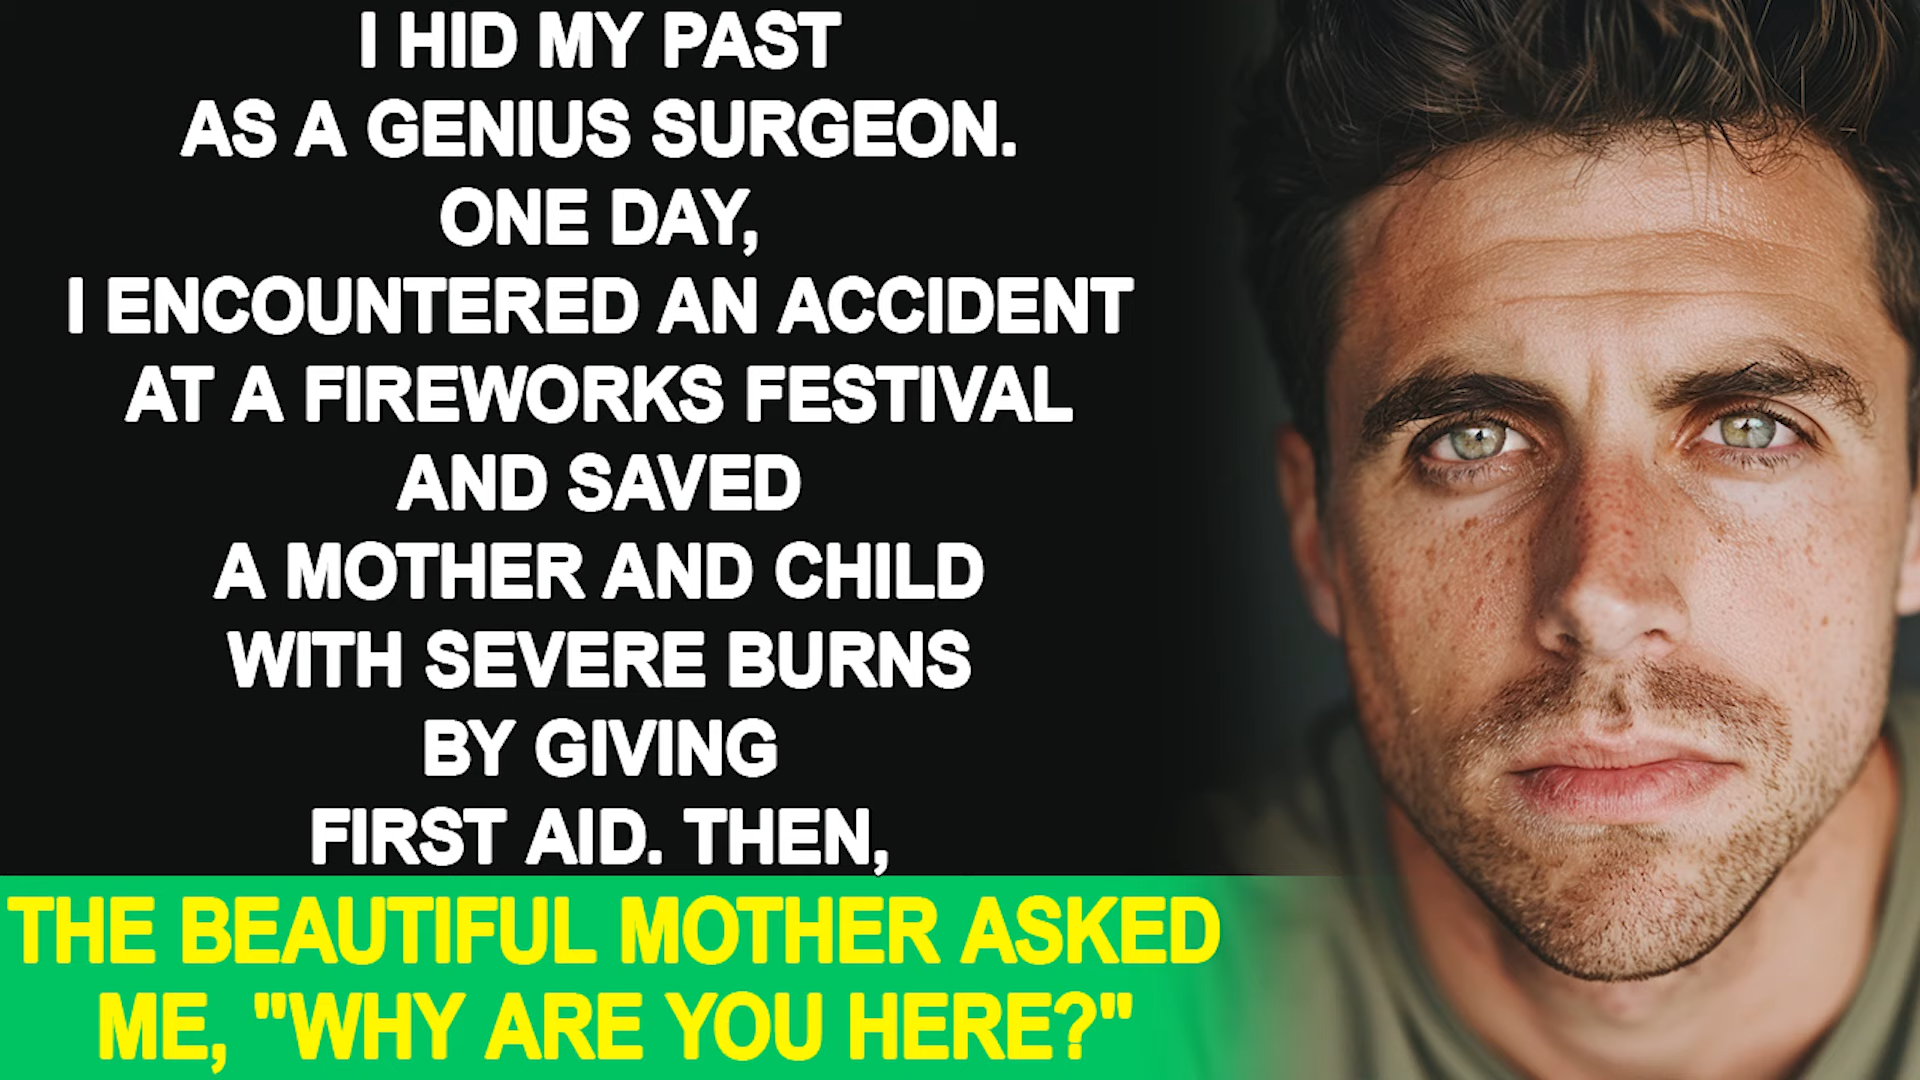 I HID MY PAST
AS A GENIUS SURGEON.
ONE DAY,
I ENCOUNTERED AN ACCIDENT
AT A FIREWORKS FESTIVAL
AND SAVED
A MOTHER AND CHILD
WITH SEVERE BURNS
BY GIVING
FIRST AID. THEN,
THE BEAUTIFUL MOTHER ASKED
ME, "WHY ARE YOU HERE?"